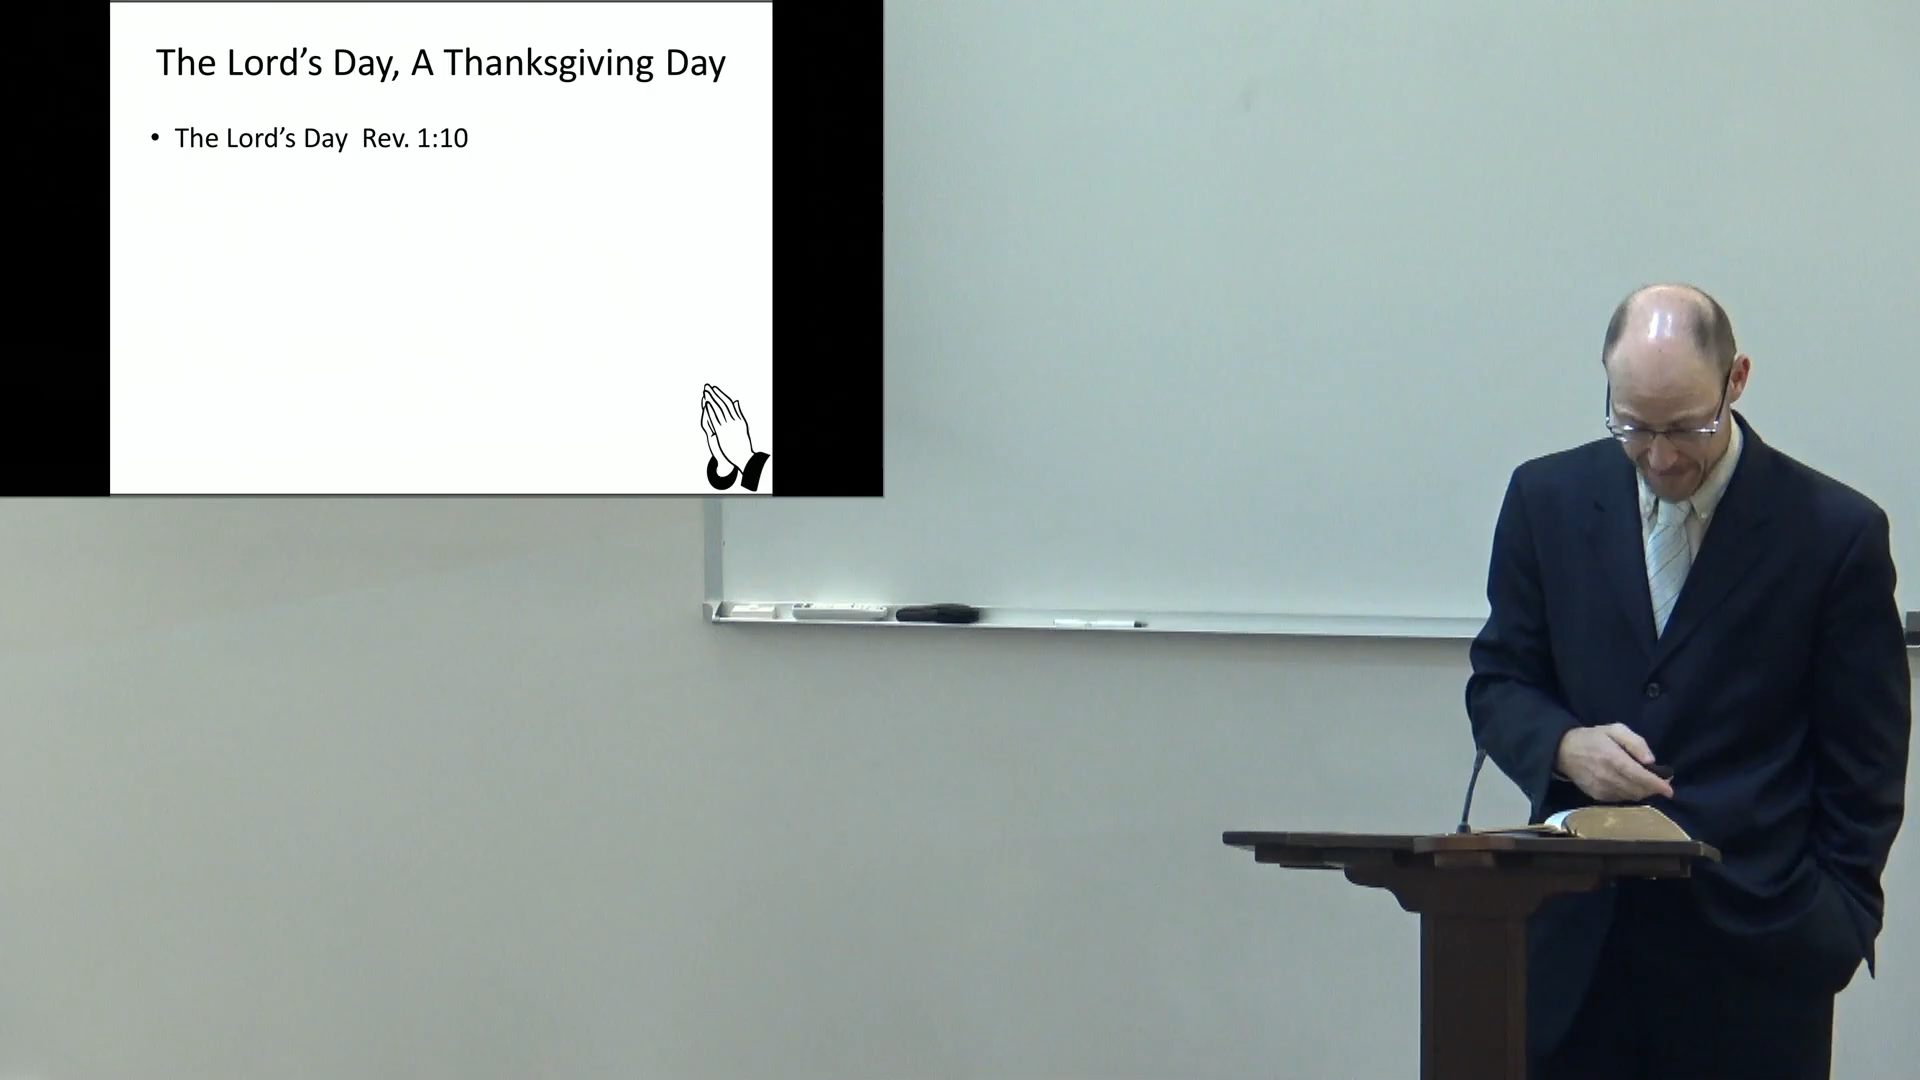 The Lord’s Day, A Thanksgiving Day
• The Lord’s Day  Rev. 1:10